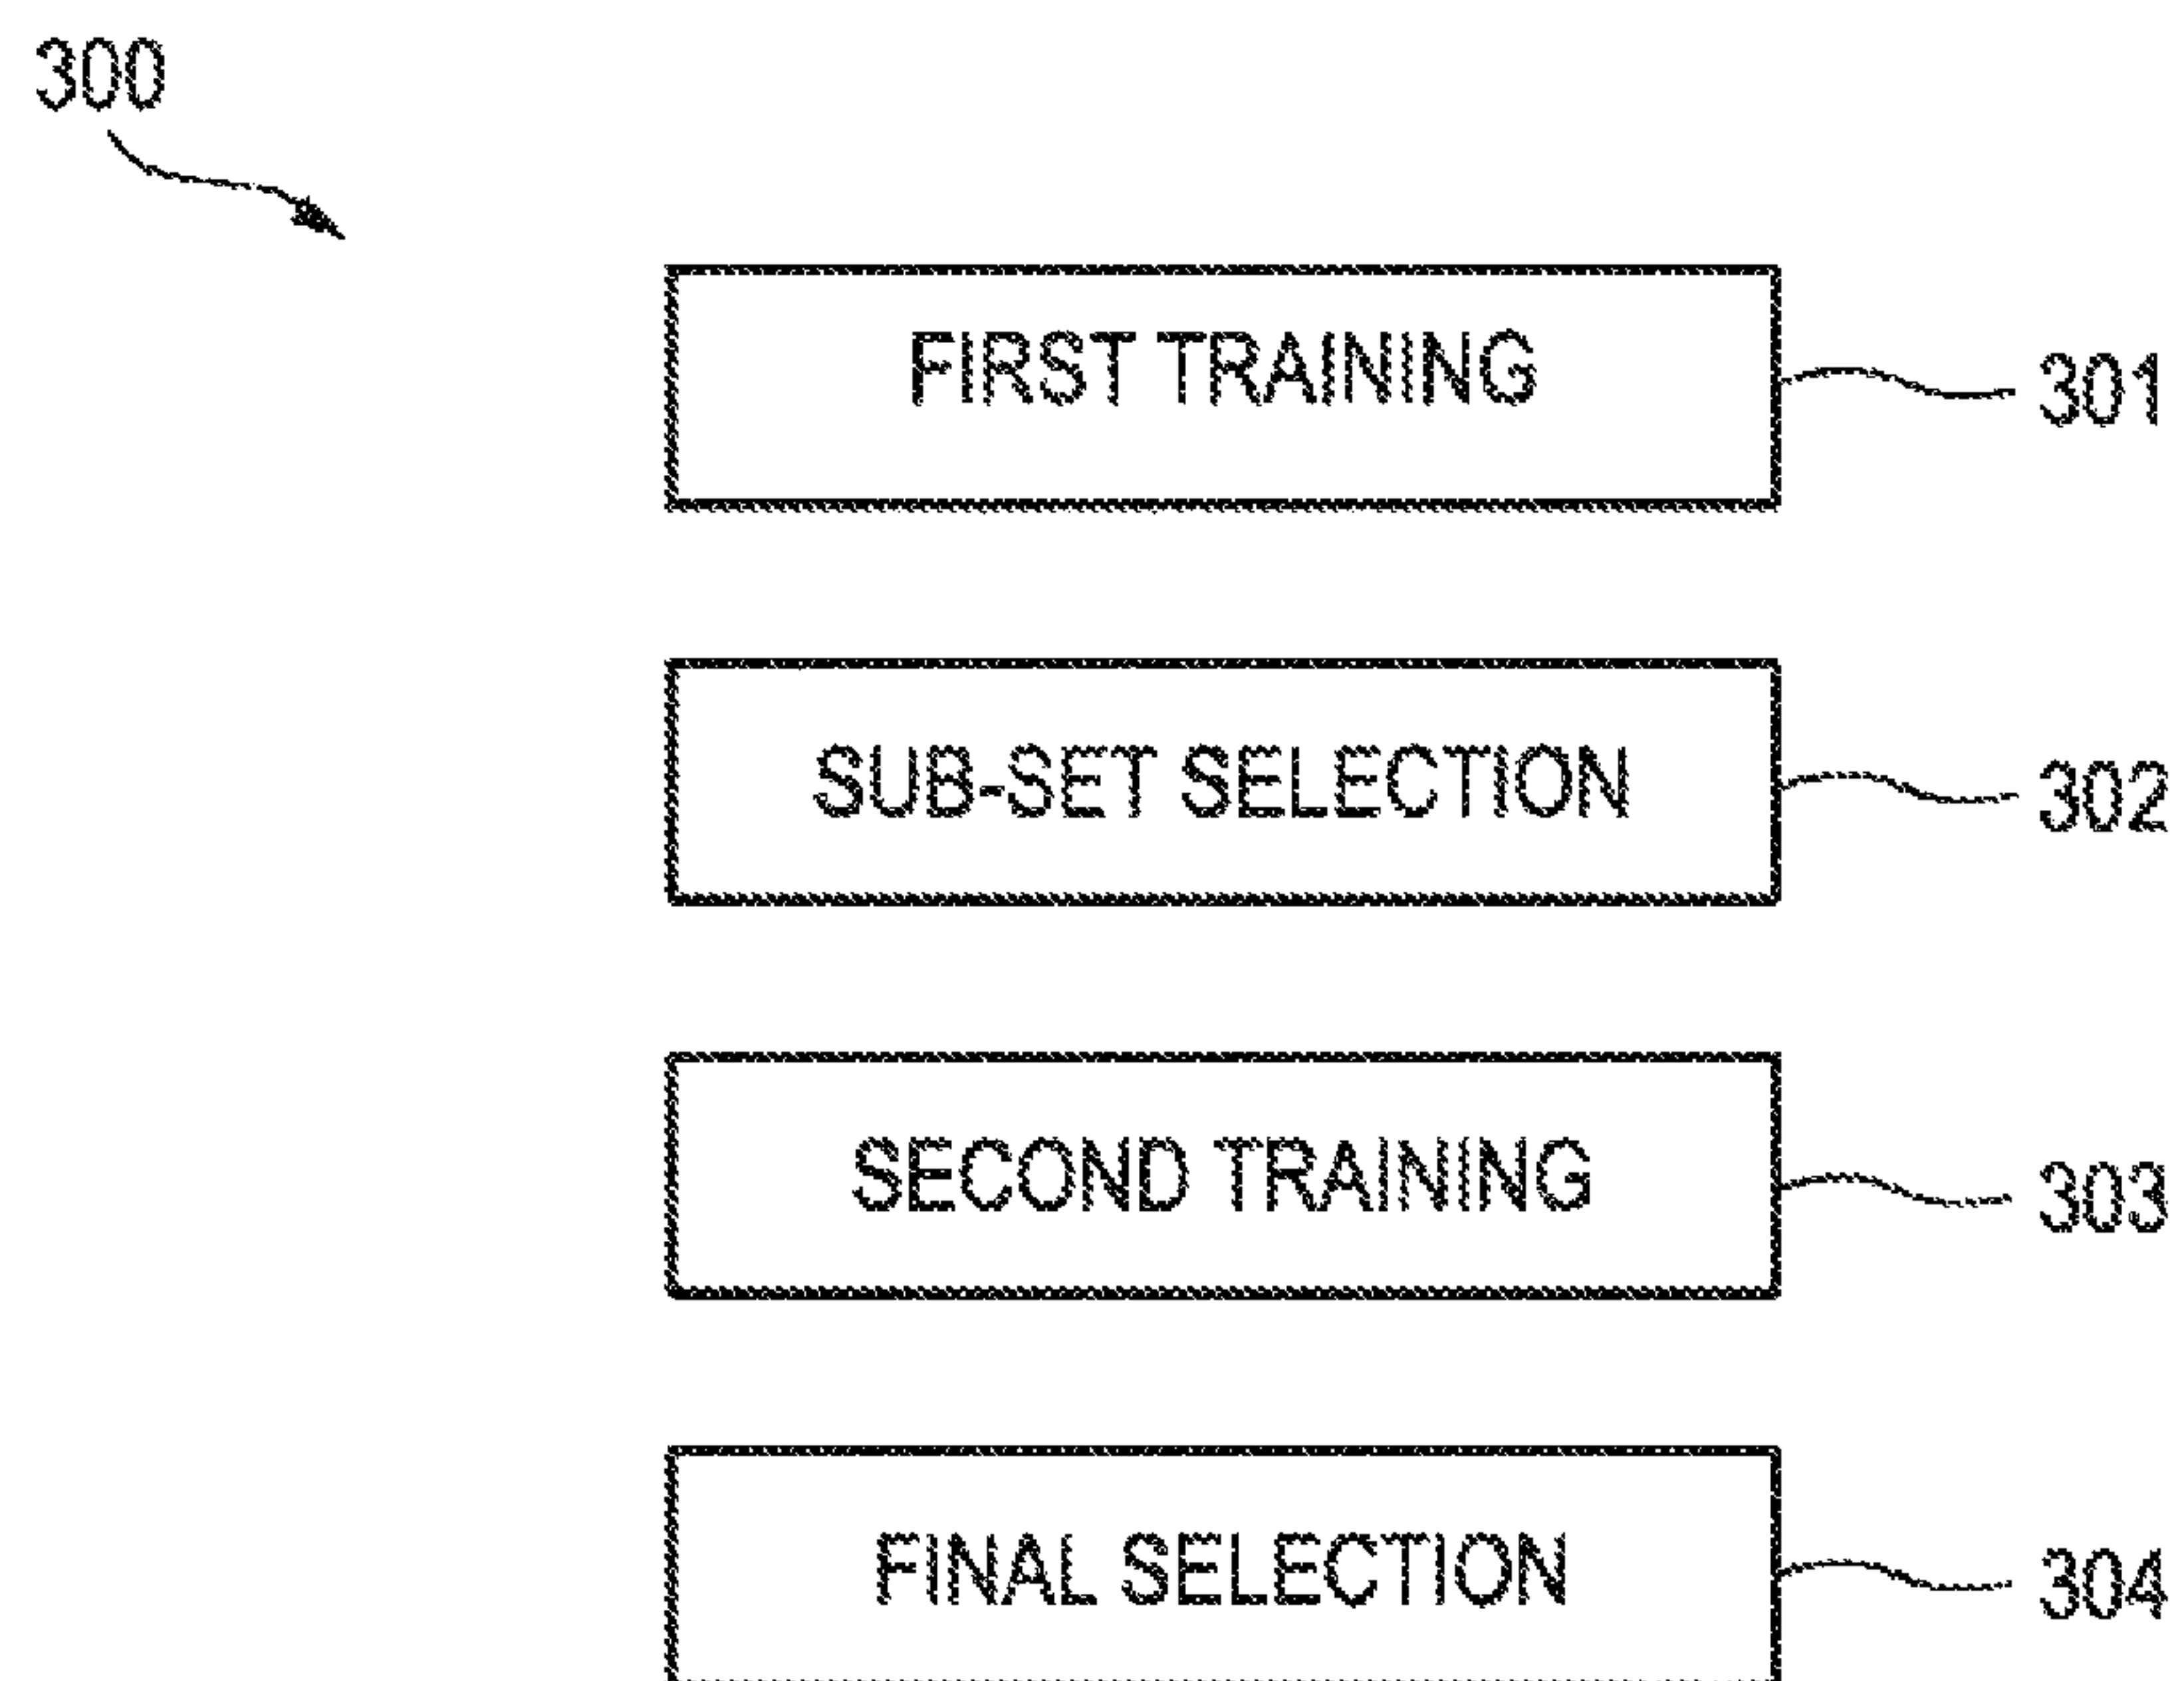 300
FIRST TRAINING
301
SUB-SET SELECTION
302
SECOND TRAINING
303
FINAL SELECTION
304